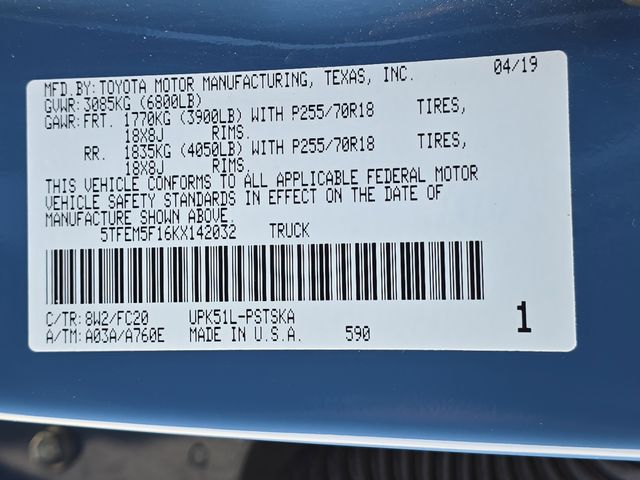 MFD.BY:TOYOTA MOTOR MANUFACTURING, TEXAS, INC. 04/19
GVWR:3085KG (6800LB)
GAWR:FRT. 1770KG (3900LB) WITH P255/70R18 TIRES,
18X8J RIMS.
RR. 1835KG (4050LB) WITH P255/70R18 TIRES,
18X8J RIMS.
THIS VEHICLE CONFORMS TO ALL APPLICABLE FEDERAL MOTOR
VEHICLE SAFETY STANDARDS IN EFFECT ON THE DATE OF
MANUFACTURE SHOWN ABOVE.
5TFEM5F16KX142032 TRUCK
C/TR:8W2/FC20 UPK51L-PSTSKA
A/TM:A03A/A760E MADE IN U.S.A. 590
1